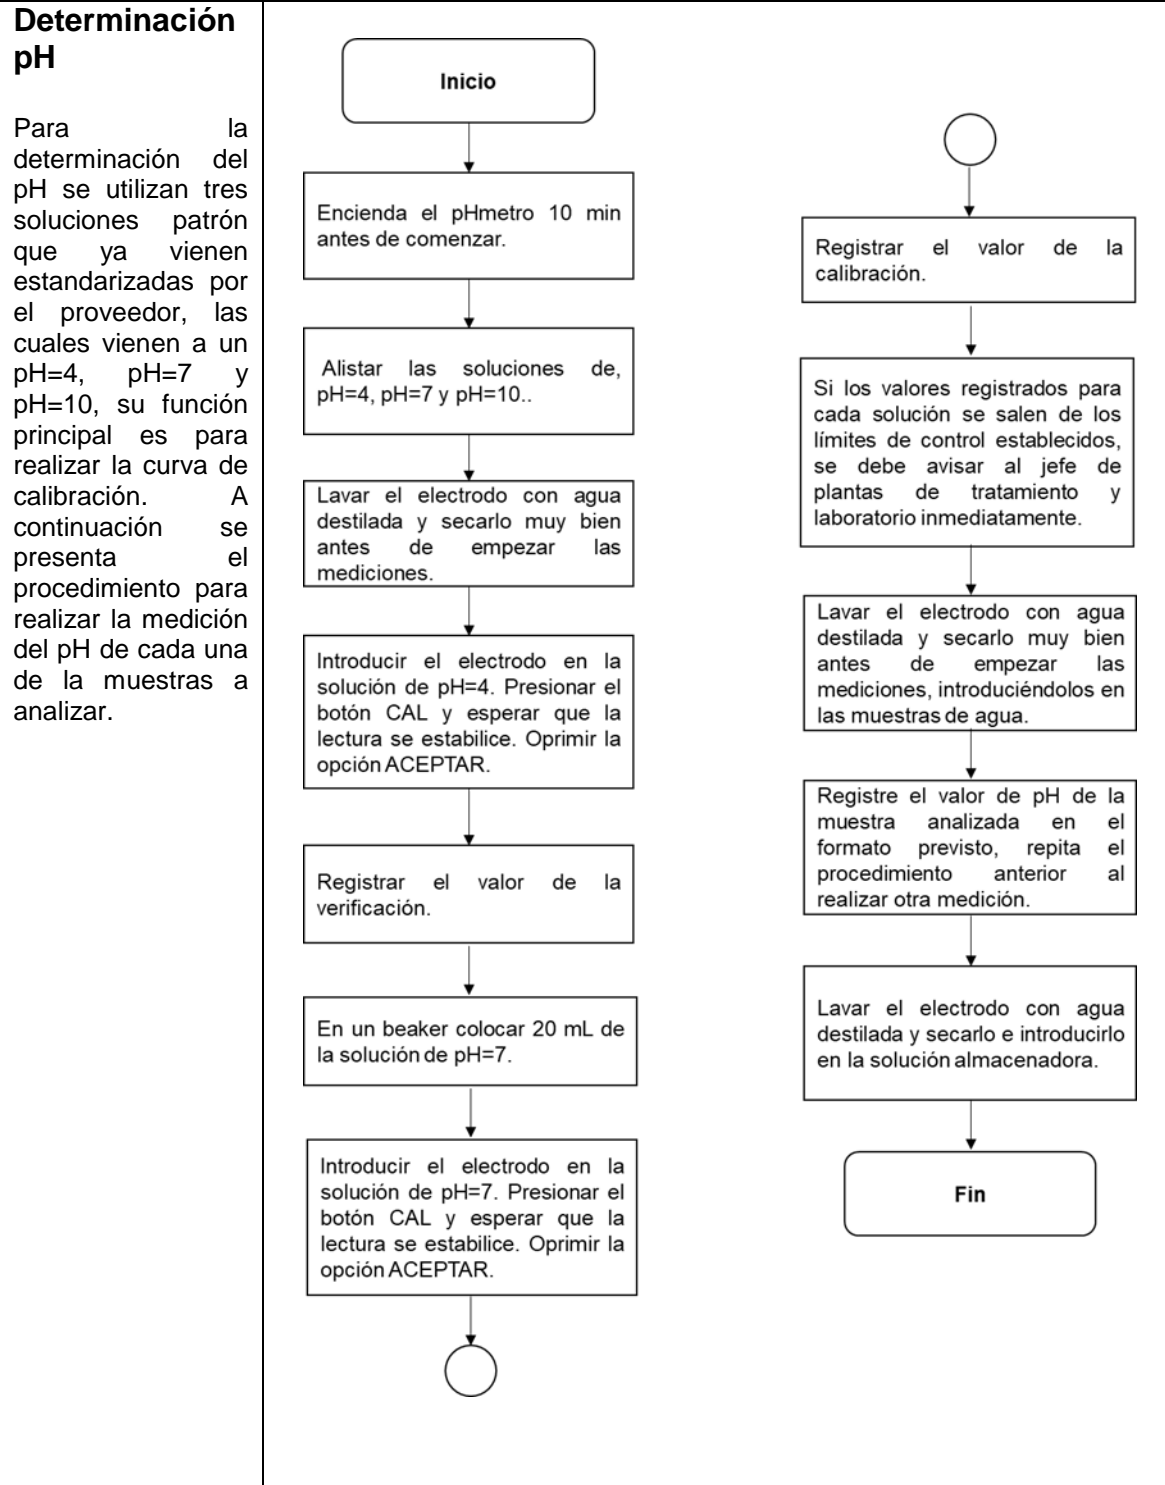 Determinación
pH
Para la
determinación del
pH se utilizan tres
soluciones patrón
que ya vienen
estandarizadas por
el proveedor, las
cuales vienen a un
pH=4, pH=7 y
pH=10, su función
principal es para
realizar la curva de
calibración. A
continuación se
presenta el
procedimiento para
realizar la medición
del pH de cada una
de la muestras a
analizar.
Inicio
Encienda el pHmetro 10 min
antes de comenzar.
Alistar las soluciones de,
pH=4, pH=7 y pH=10..
Lavar el electrodo con agua
destilada y secarlo muy bien
antes de empezar las
mediciones.
Introducir el electrodo en la
solución de pH=4. Presionar el
botón CAL y esperar que la
lectura se estabilice. Oprimir la
opción ACEPTAR.
Registrar el valor de la
verificación.
En un beaker colocar 20 mL de
la solución de pH=7.
Introducir el electrodo en la
solución de pH=7. Presionar el
botón CAL y esperar que la
lectura se estabilice. Oprimir la
opción ACEPTAR.
Registrar el valor de la
calibración.
Si los valores registrados para
cada solución se salen de los
límites de control establecidos,
se debe avisar al jefe de
plantas de tratamiento y
laboratorio inmediatamente.
Lavar el electrodo con agua
destilada y secarlo muy bien
antes de empezar las
mediciones, introduciéndolos en
las muestras de agua.
Registre el valor de pH de la
muestra analizada en el
formato previsto, repita el
procedimiento anterior al
realizar otra medición.
Lavar el electrodo con agua
destilada y secarlo e introducirlo
en la solución almacenadora.
Fin